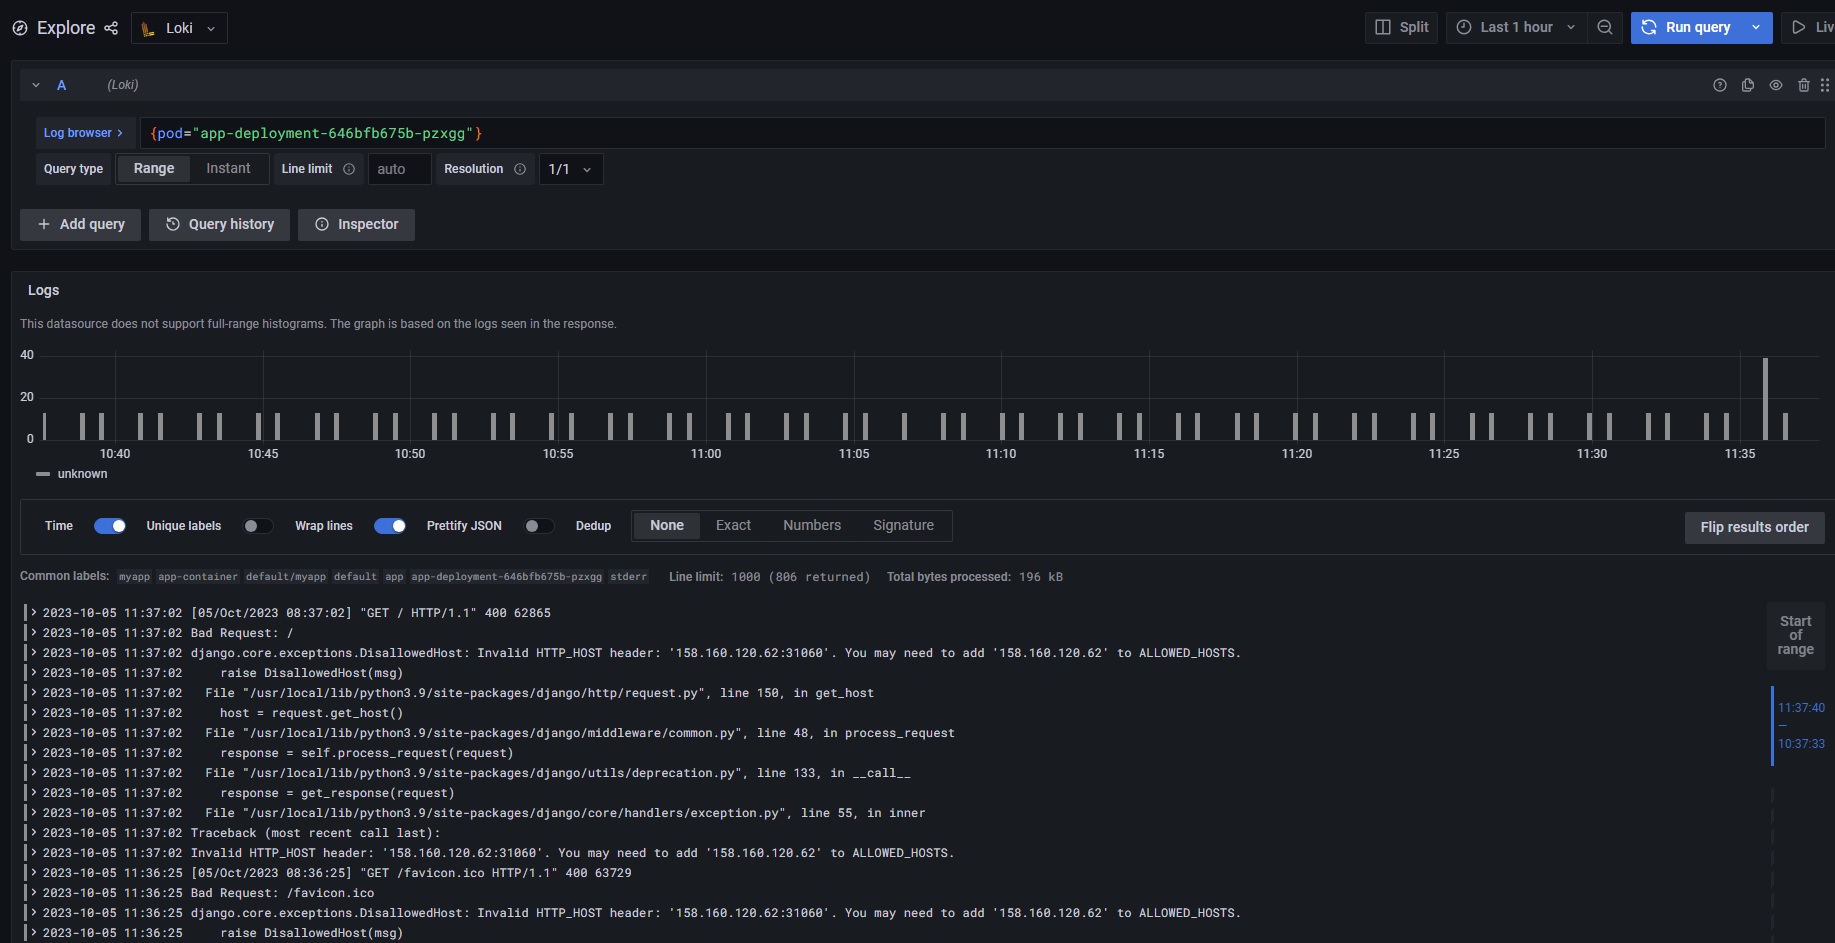 Explore Loki Split Last 1 hour Run query Liv
A (Loki)
Log browser > {pod="app-deployment-646bfb675b-pzxgg"}
Query type Range Instant Line limit auto Resolution 1/1
+ Add query Query history Inspector
Logs
This datasource does not support full-range histograms. The graph is based on the logs seen in the response.
40
20
0
10:40 10:45 10:50 10:55 11:00 11:05 11:10 11:15 11:20 11:25 11:30 11:35
unknown
Time Unique labels Wrap lines Prettify JSON Dedup None Exact Numbers Signature Flip results order
Common labels: myapp app-container default/myapp default app app-deployment-646bfb675b-pzxgg stderr Line limit: 1000 (806 returned) Total bytes processed: 196 kB
> 2023-10-05 11:37:02 [05/Oct/2023 08:37:02] "GET / HTTP/1.1" 400 62865
> 2023-10-05 11:37:02 Bad Request: /
> 2023-10-05 11:37:02 django.core.exceptions.DisallowedHost: Invalid HTTP_HOST header: '158.160.120.62:31060'. You may need to add '158.160.120.62' to ALLOWED_HOSTS.
> 2023-10-05 11:37:02     raise DisallowedHost(msg)
> 2023-10-05 11:37:02   File "/usr/local/lib/python3.9/site-packages/django/http/request.py", line 150, in get_host
> 2023-10-05 11:37:02     host = request.get_host()
> 2023-10-05 11:37:02   File "/usr/local/lib/python3.9/site-packages/django/middleware/common.py", line 48, in process_request
> 2023-10-05 11:37:02     response = self.process_request(request)
> 2023-10-05 11:37:02   File "/usr/local/lib/python3.9/site-packages/django/utils/deprecation.py", line 133, in __call__
> 2023-10-05 11:37:02     response = get_response(request)
> 2023-10-05 11:37:02   File "/usr/local/lib/python3.9/site-packages/django/core/handlers/exception.py", line 55, in inner
> 2023-10-05 11:37:02 Traceback (most recent call last):
> 2023-10-05 11:37:02 Invalid HTTP_HOST header: '158.160.120.62:31060'. You may need to add '158.160.120.62' to ALLOWED_HOSTS.
> 2023-10-05 11:36:25 [05/Oct/2023 08:36:25] "GET /favicon.ico HTTP/1.1" 400 63729
> 2023-10-05 11:36:25 Bad Request: /favicon.ico
> 2023-10-05 11:36:25 django.core.exceptions.DisallowedHost: Invalid HTTP_HOST header: '158.160.120.62:31060'. You may need to add '158.160.120.62' to ALLOWED_HOSTS.
> 2023-10-05 11:36:25     raise DisallowedHost(msg)
Start
of
range
11:37:40
—
10:37:33